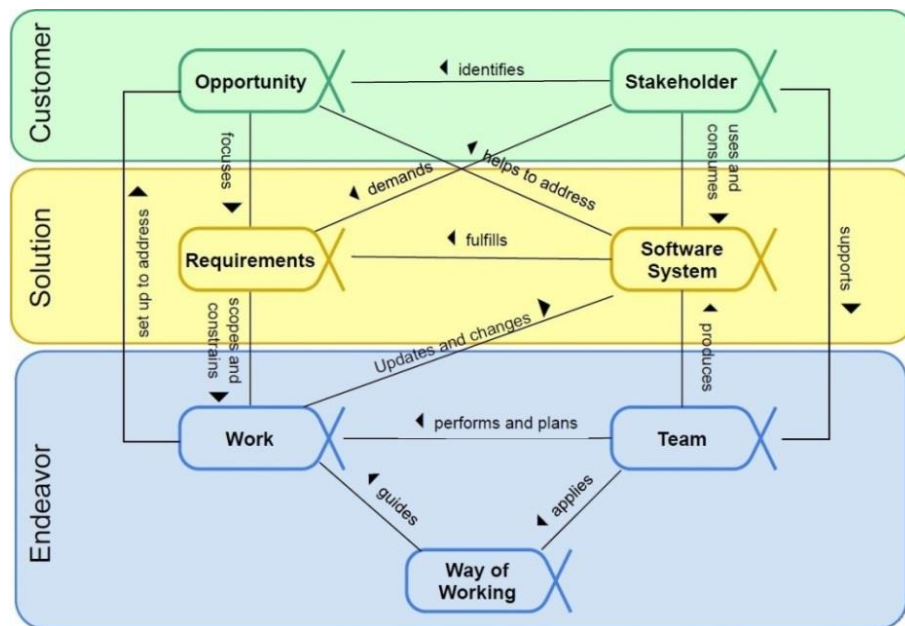 Customer
Opportunity
identifies
Stakeholder
focuses
demands
helps to address
uses and
consumes
set up to address
Solution
Requirements
fulfills
Software
System
supports
scopes and
constrains
Updates and changes
produces
Endeavor
Work
performs and plans
Team
guides
applies
Way of
Working